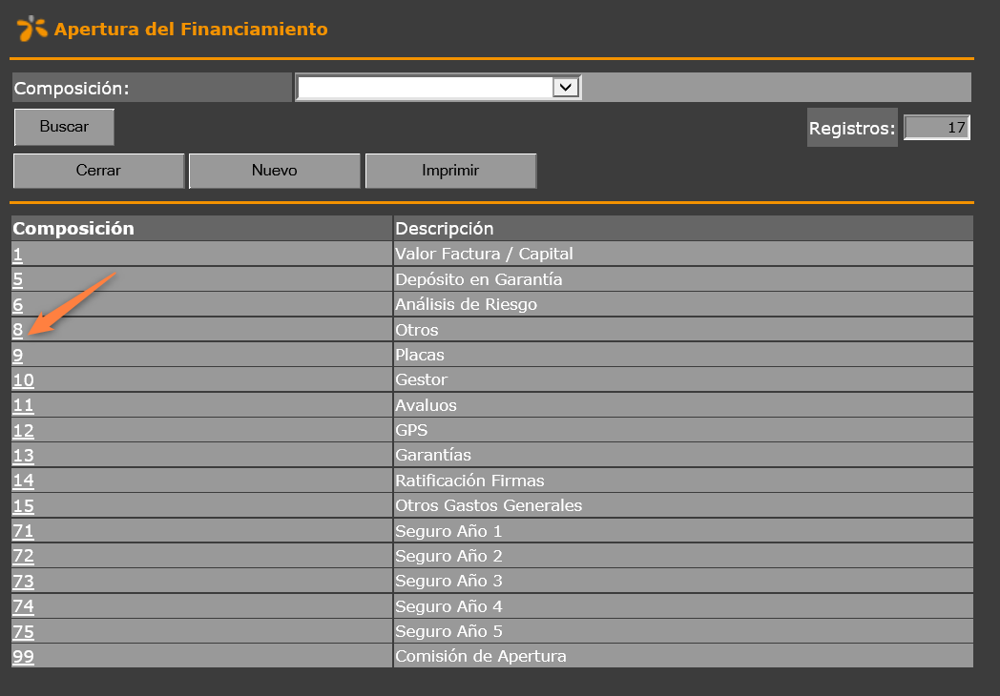 Apertura del Financiamiento
Composición:
Buscar
Registros: 17
Cerrar Nuevo Imprimir
Composición Descripción
1 Valor Factura / Capital
5 Depósito en Garantía
6 Análisis de Riesgo
8 Otros
9 Placas
10 Gestor
11 Avaluos
12 GPS
13 Garantías
14 Ratificación Firmas
15 Otros Gastos Generales
71 Seguro Año 1
72 Seguro Año 2
73 Seguro Año 3
74 Seguro Año 4
75 Seguro Año 5
99 Comisión de Apertura